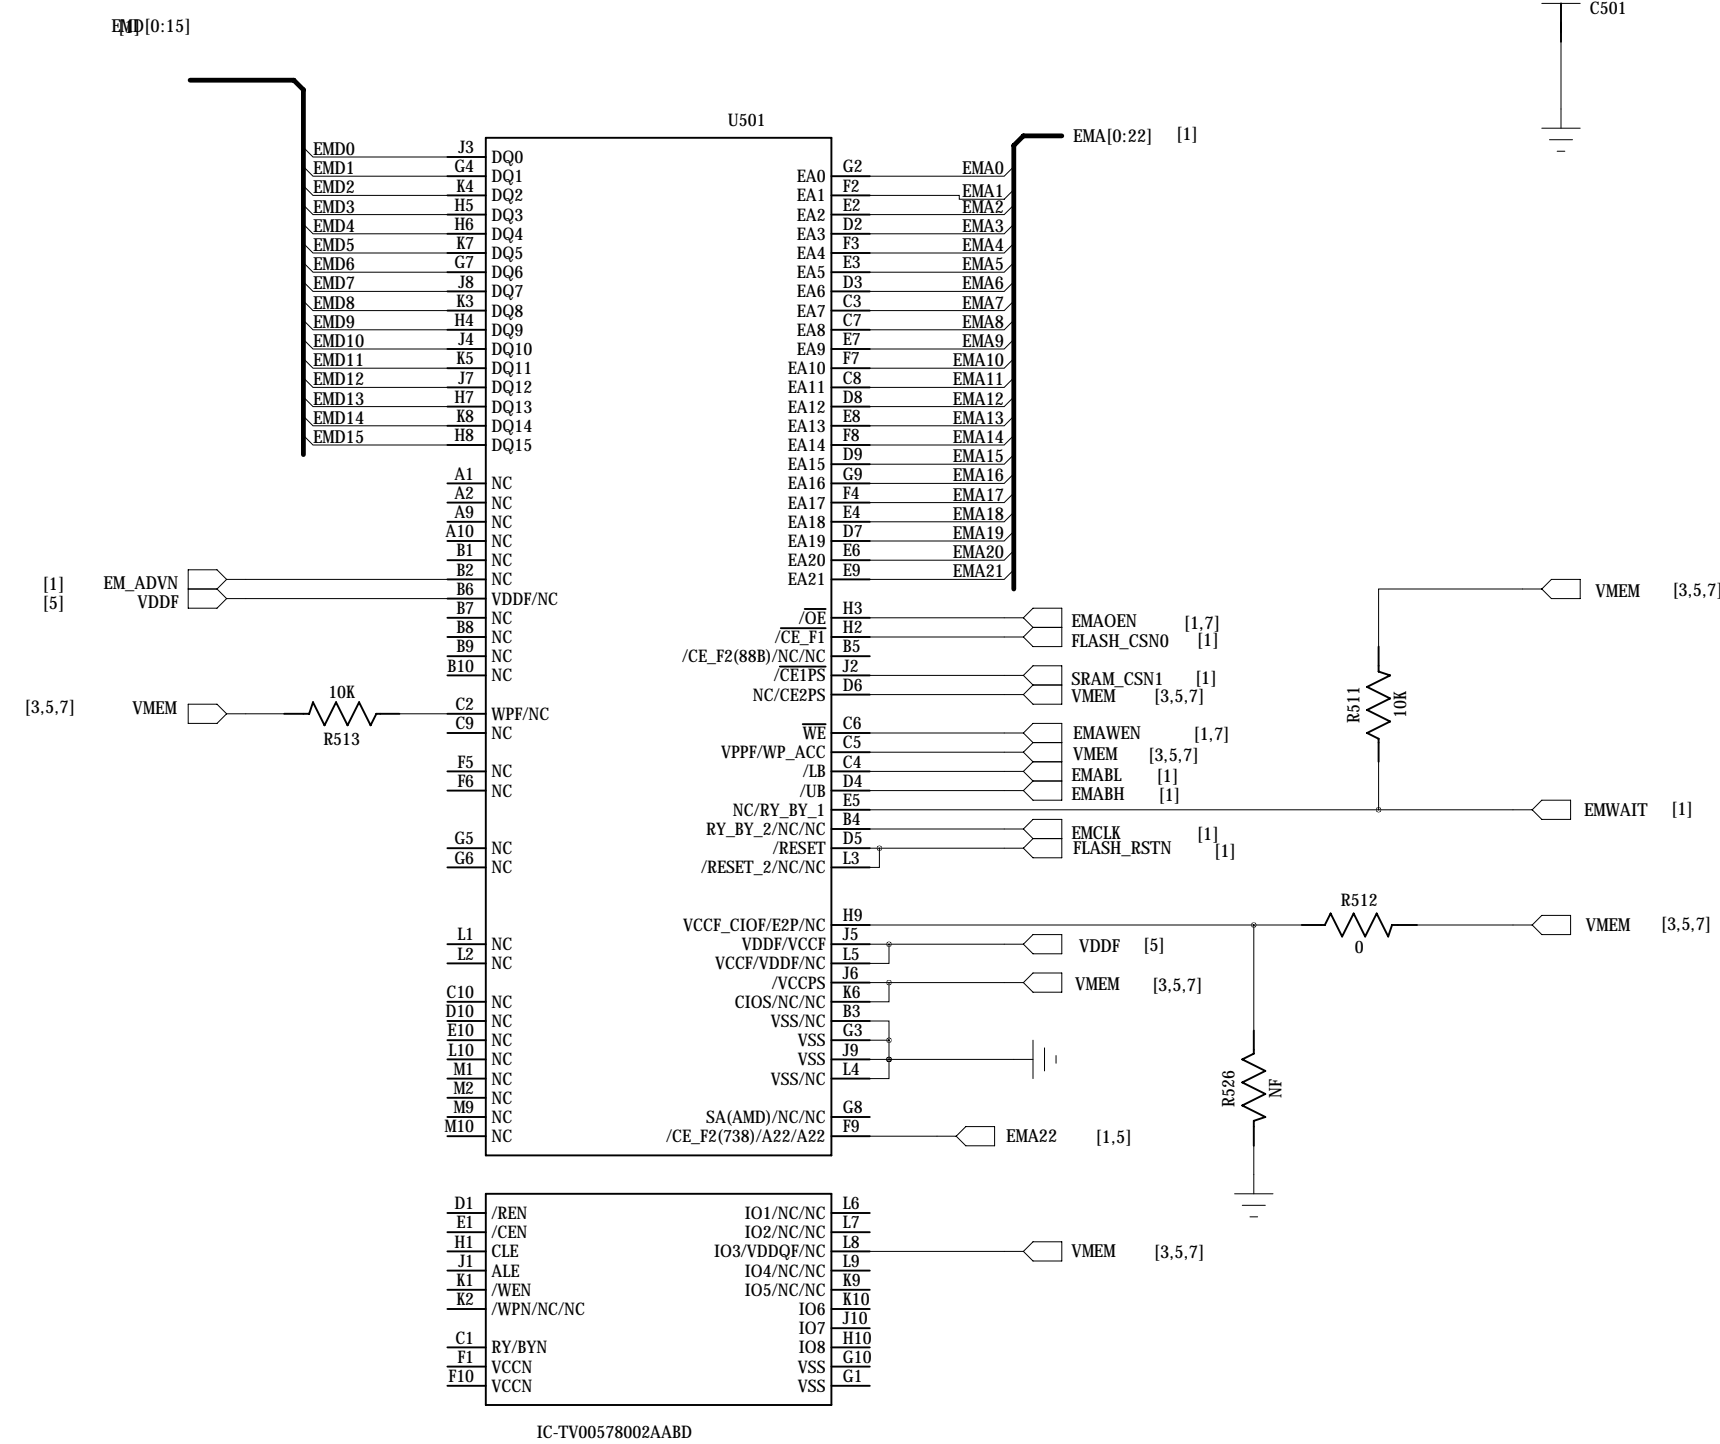 C501
EMD[0:15]
U501
EMA[0:22] [1]
EMD0 J3 DQ0
EMD1 G4 DQ1
EMD2 K4 DQ2
EMD3 H5 DQ3
EMD4 H6 DQ4
EMD5 K7 DQ5
EMD6 G7 DQ6
EMD7 J8 DQ7
EMD8 K3 DQ8
EMD9 H4 DQ9
EMD10 J4 DQ10
EMD11 K5 DQ11
EMD12 J7 DQ12
EMD13 H7 DQ13
EMD14 K8 DQ14
EMD15 H8 DQ15
A1 NC
A2 NC
A9 NC
A10 NC
B1 NC
[1] EM_ADVN B2 NC
[5] VDDF B6 VDDF/NC
B7 NC
B8 NC
B9 NC
B10 NC
[3,5,7] VMEM 10K R513 C2 WPF/NC
C9 NC
F5 NC
F6 NC
G5 NC
G6 NC
L1 NC
L2 NC
C10 NC
D10 NC
E10 NC
L10 NC
M1 NC
M2 NC
M9 NC
M10 NC
EA0 G2 EMA0
EA1 F2 EMA1
EA2 E2 EMA2
EA3 D2 EMA3
EA4 F3 EMA4
EA5 E3 EMA5
EA6 D3 EMA6
EA7 C3 EMA7
EA8 C7 EMA8
EA9 E7 EMA9
EA10 F7 EMA10
EA11 C8 EMA11
EA12 D8 EMA12
EA13 E8 EMA13
EA14 F8 EMA14
EA15 D9 EMA15
EA16 G9 EMA16
EA17 F4 EMA17
EA18 E4 EMA18
EA19 D7 EMA19
EA20 E6 EMA20
EA21 E9 EMA21
/OE H3 EMAOEN [1,7]
/CE_F1 H2 FLASH_CSN0 [1]
/CE_F2(88B)/NC/NC B5
/CE1PS J2 SRAM_CSN1 [1]
NC/CE2PS D6 VMEM [3,5,7]
WE C6 EMAWEN [1,7]
VPPF/WP_ACC C5 VMEM [3,5,7]
/LB C4 EMABL [1]
/UB D4 EMABH [1]
NC/RY_BY_1 E5 EMWAIT [1]
RY_BY_2/NC/NC B4 EMCLK [1]
/RESET D5 FLASH_RSTN [1]
/RESET_2/NC/NC L3
VMEM [3,5,7]
R511 10K
VCCF_CIOF/E2P/NC H9 R512 0 VMEM [3,5,7]
VDDF/VCCF J5 VDDF [5]
VCCF/VDDF/NC L5
/VCCPS J6 VMEM [3,5,7]
CIOS/NC/NC K6
VSS/NC B3
VSS G3
VSS J9
VSS/NC L4
R526 NF
SA(AMD)/NC/NC G8
/CE_F2(738)/A22/A22 F9 EMA22 [1,5]
D1 /REN
E1 /CEN
H1 CLE
J1 ALE
K1 /WEN
K2 /WPN/NC/NC
C1 RY/BYN
F1 VCCN
F10 VCCN
IO1/NC/NC L6
IO2/NC/NC L7
IO3/VDDQF/NC L8 VMEM [3,5,7]
IO4/NC/NC L9
IO5/NC/NC K9
IO6 K10
IO7 J10
IO8 H10
VSS G10
VSS G1
IC-TV00578002AABD